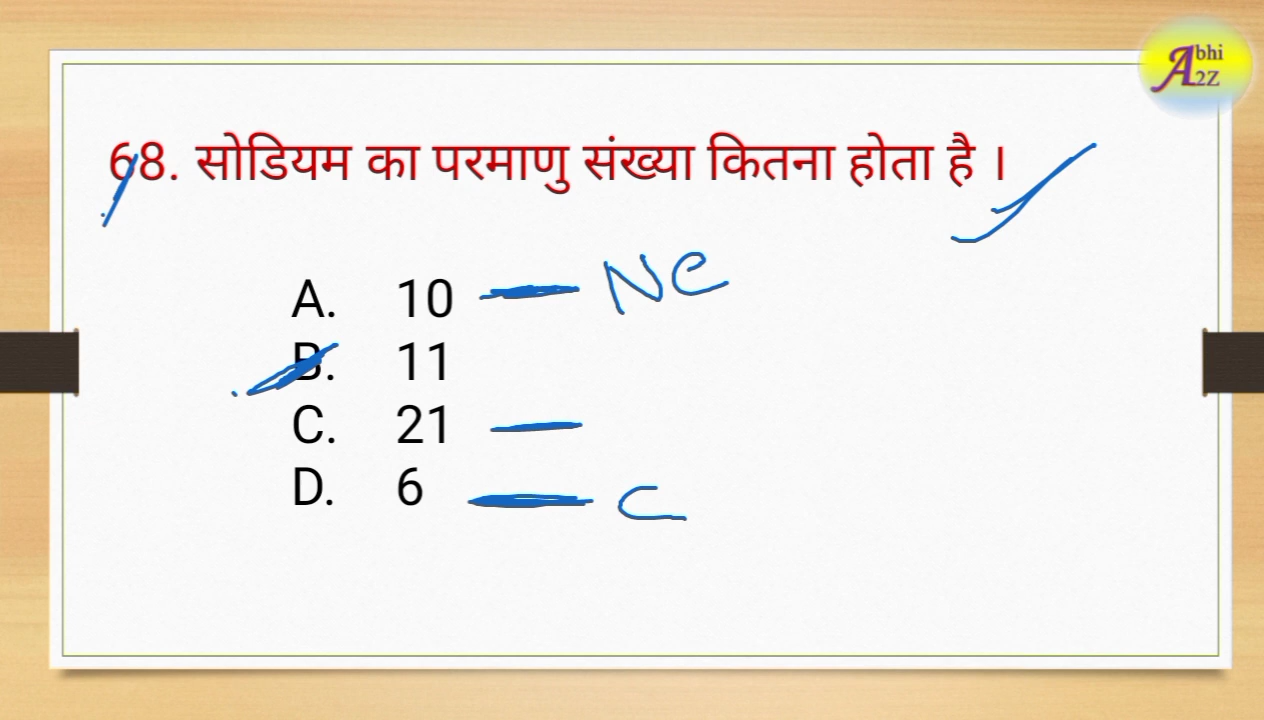 Abhi
A2Z
68. सोडियम का परमाणु संख्या कितना होता है ।
A. 10 — Ne
B. 11
C. 21 —
D. 6 — C